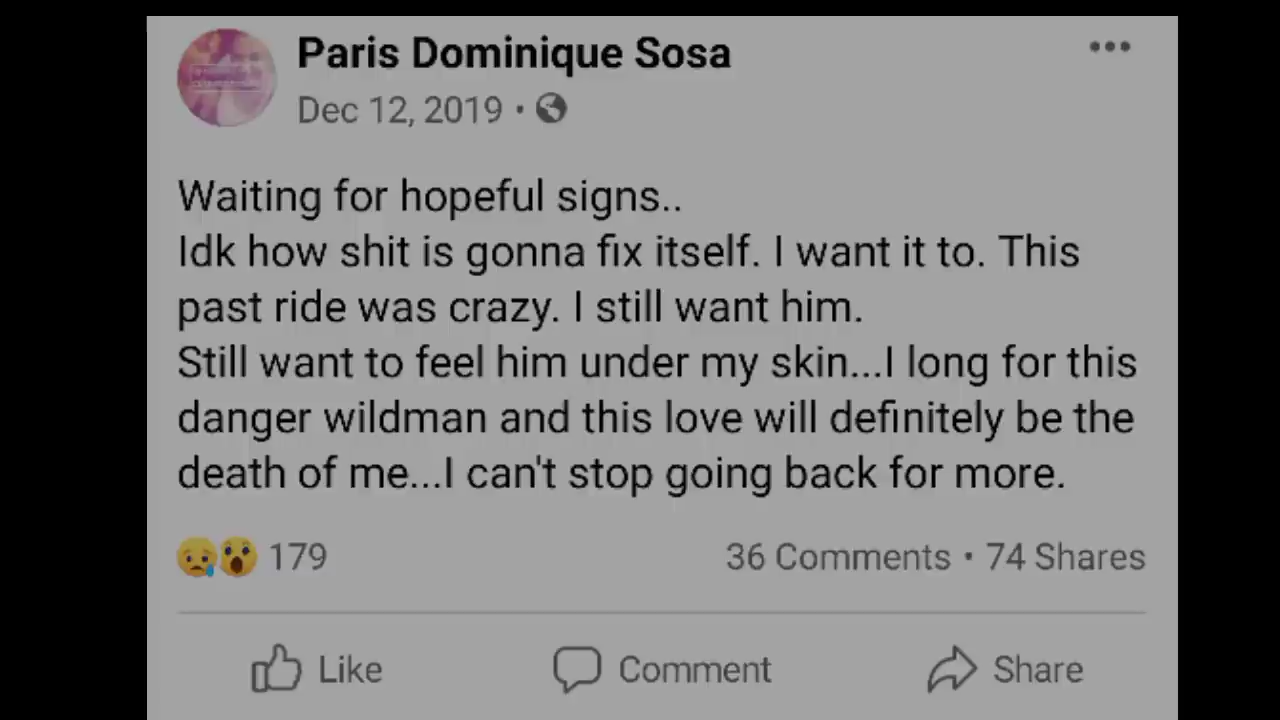 Paris Dominique Sosa
Dec 12, 2019 •
Waiting for hopeful signs..
Idk how shit is gonna fix itself. I want it to. This
past ride was crazy. I still want him.
Still want to feel him under my skin...I long for this
danger wildman and this love will definitely be the
death of me...I can't stop going back for more.
179
36 Comments • 74 Shares
Like
Comment
Share